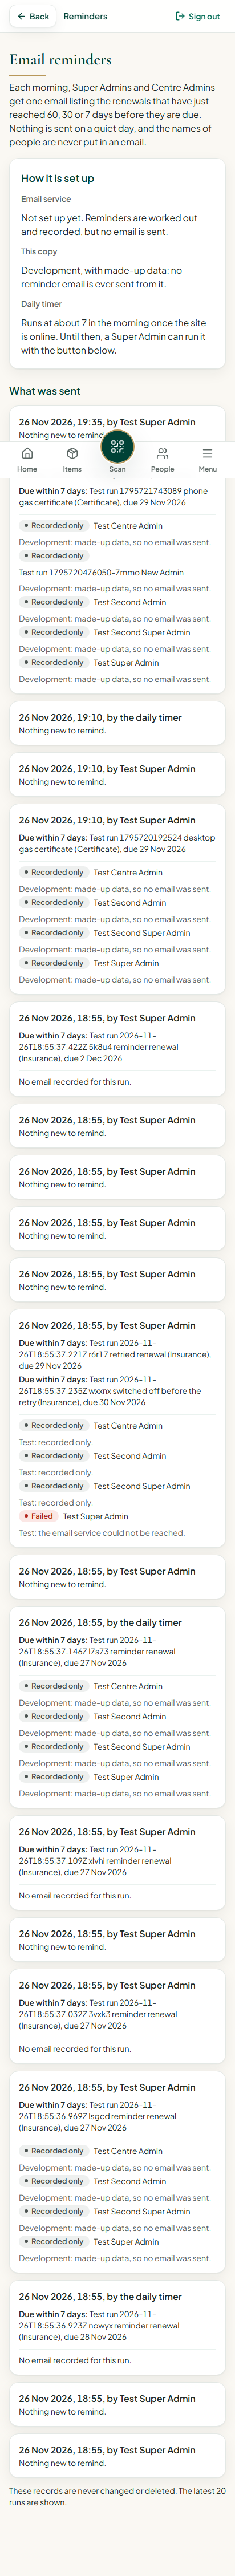 Back
Reminders
Sign out
Email reminders
Each morning, Super Admins and Centre Admins
get one email listing the renewals that have just
reached 60, 30 or 7 days before they are due.
Nothing is sent on a quiet day, and the names of
people are never put in an email.
How it is set up
Email service
Not set up yet. Reminders are worked out
and recorded, but no email is sent.
This copy
Development, with made-up data: no
reminder email is ever sent from it.
Daily timer
Runs at about 7 in the morning once the site
is online. Until then, a Super Admin can run it
with the button below.
What was sent
26 Nov 2026, 19:35, by Test Super Admin
Nothing new to remind.
Home
Items
Scan
People
Menu
Due within 7 days: Test run 1795721743089 phone
gas certificate (Certificate), due 29 Nov 2026
Recorded only Test Centre Admin
Development: made-up data, so no email was sent.
Recorded only
Test run 1795720476050-7mmo New Admin
Development: made-up data, so no email was sent.
Recorded only Test Second Admin
Development: made-up data, so no email was sent.
Recorded only Test Second Super Admin
Development: made-up data, so no email was sent.
Recorded only Test Super Admin
Development: made-up data, so no email was sent.
26 Nov 2026, 19:10, by the daily timer
Nothing new to remind.
26 Nov 2026, 19:10, by Test Super Admin
Nothing new to remind.
26 Nov 2026, 19:10, by Test Super Admin
Due within 7 days: Test run 1795720192524 desktop
gas certificate (Certificate), due 29 Nov 2026
Recorded only Test Centre Admin
Development: made-up data, so no email was sent.
Recorded only Test Second Admin
Development: made-up data, so no email was sent.
Recorded only Test Second Super Admin
Development: made-up data, so no email was sent.
Recorded only Test Super Admin
Development: made-up data, so no email was sent.
26 Nov 2026, 18:55, by Test Super Admin
Due within 7 days: Test run 2026-11-
26T18:55:37.422Z 5k8u4 reminder renewal
(Insurance), due 2 Dec 2026
No email recorded for this run.
26 Nov 2026, 18:55, by Test Super Admin
Nothing new to remind.
26 Nov 2026, 18:55, by Test Super Admin
Nothing new to remind.
26 Nov 2026, 18:55, by Test Super Admin
Nothing new to remind.
26 Nov 2026, 18:55, by Test Super Admin
Nothing new to remind.
26 Nov 2026, 18:55, by Test Super Admin
Due within 7 days: Test run 2026-11-
26T18:55:37.221Z r6r17 retried renewal (Insurance),
due 29 Nov 2026
Due within 7 days: Test run 2026-11-
26T18:55:37.235Z wxxnx switched off before the
retry (Insurance), due 30 Nov 2026
Recorded only Test Centre Admin
Test: recorded only.
Recorded only Test Second Admin
Test: recorded only.
Recorded only Test Second Super Admin
Test: recorded only.
Failed Test Super Admin
Test: the email service could not be reached.
26 Nov 2026, 18:55, by Test Super Admin
Nothing new to remind.
26 Nov 2026, 18:55, by the daily timer
Due within 7 days: Test run 2026-11-
26T18:55:37.146Z l7s73 reminder renewal
(Insurance), due 27 Nov 2026
Recorded only Test Centre Admin
Development: made-up data, so no email was sent.
Recorded only Test Second Admin
Development: made-up data, so no email was sent.
Recorded only Test Second Super Admin
Development: made-up data, so no email was sent.
Recorded only Test Super Admin
Development: made-up data, so no email was sent.
26 Nov 2026, 18:55, by Test Super Admin
Due within 7 days: Test run 2026-11-
26T18:55:37.109Z xlvhi reminder renewal
(Insurance), due 27 Nov 2026
No email recorded for this run.
26 Nov 2026, 18:55, by Test Super Admin
Nothing new to remind.
26 Nov 2026, 18:55, by Test Super Admin
Due within 7 days: Test run 2026-11-
26T18:55:37.032Z 3vxk3 reminder renewal
(Insurance), due 27 Nov 2026
No email recorded for this run.
26 Nov 2026, 18:55, by Test Super Admin
Due within 7 days: Test run 2026-11-
26T18:55:36.969Z lsgcd reminder renewal
(Insurance), due 27 Nov 2026
Recorded only Test Centre Admin
Development: made-up data, so no email was sent.
Recorded only Test Second Admin
Development: made-up data, so no email was sent.
Recorded only Test Second Super Admin
Development: made-up data, so no email was sent.
Recorded only Test Super Admin
Development: made-up data, so no email was sent.
26 Nov 2026, 18:55, by the daily timer
Due within 7 days: Test run 2026-11-
26T18:55:36.923Z nowyx reminder renewal
(Insurance), due 28 Nov 2026
No email recorded for this run.
26 Nov 2026, 18:55, by Test Super Admin
Nothing new to remind.
26 Nov 2026, 18:55, by Test Super Admin
Nothing new to remind.
These records are never changed or deleted. The latest 20
runs are shown.